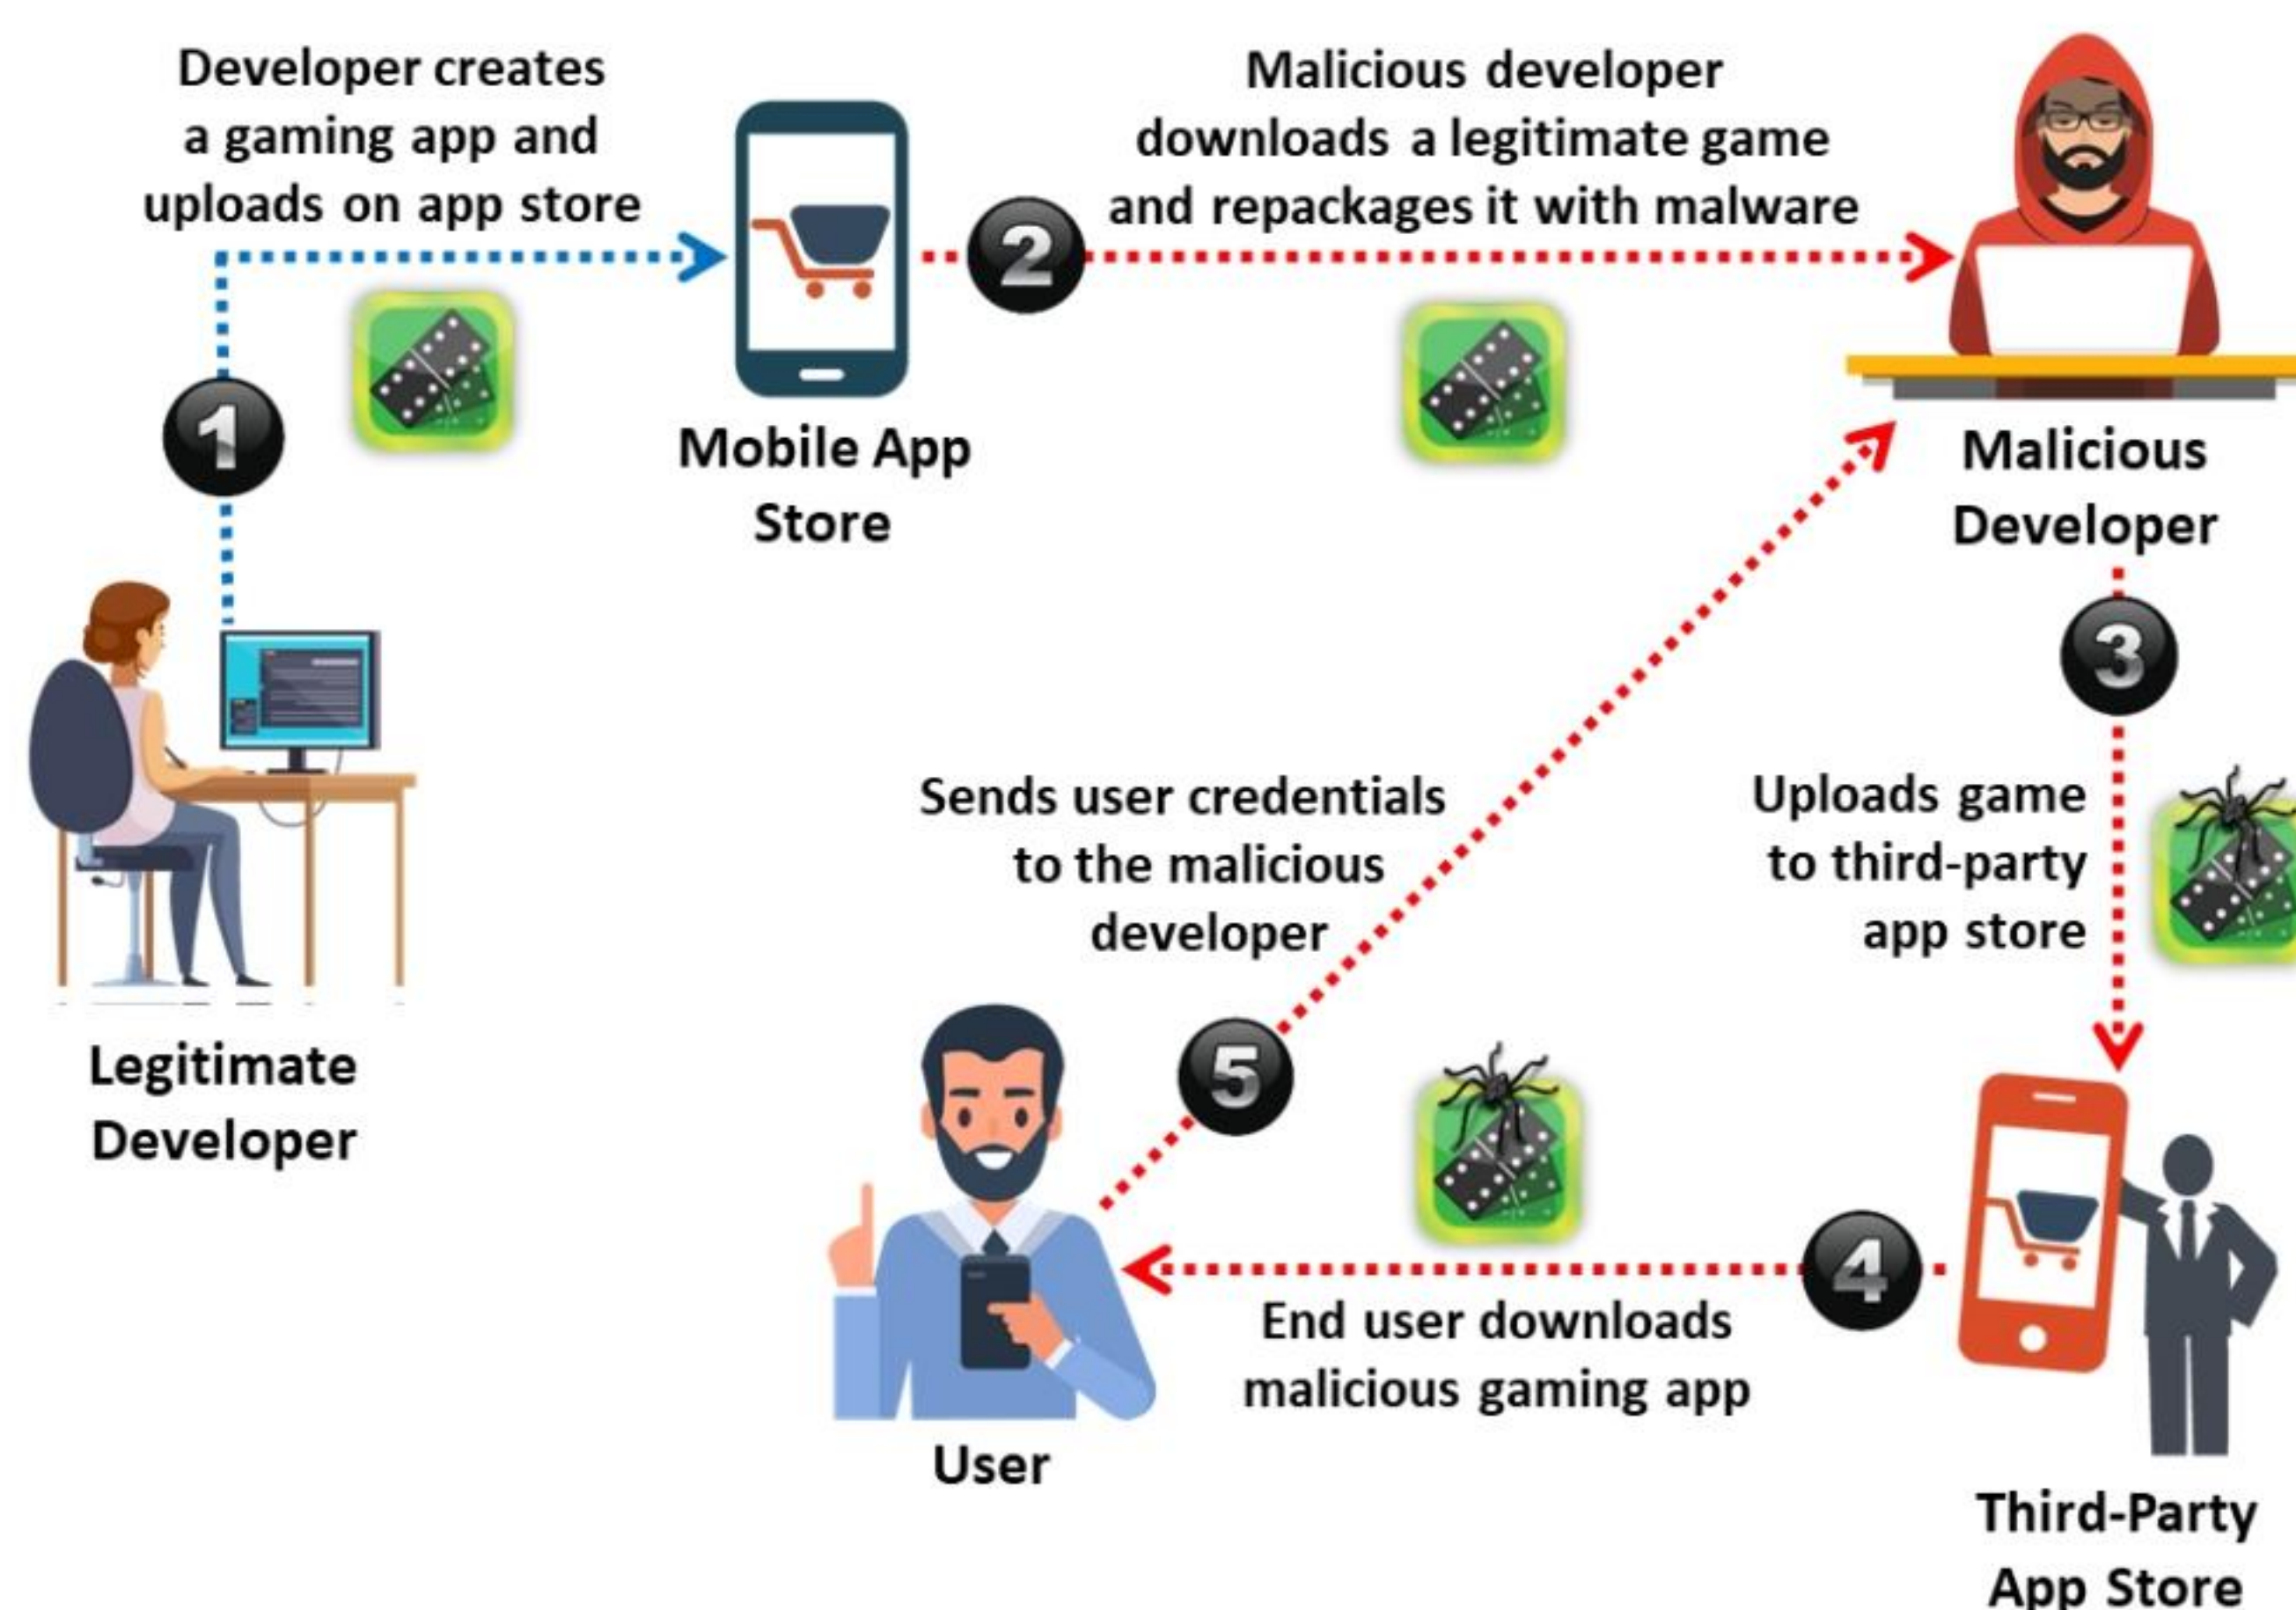 Developer creates
a gaming app and
uploads on app store
Malicious developer
downloads a legitimate game
and repackages it with malware
1
2
Mobile App
Store
Malicious
Developer
3
Sends user credentials
to the malicious
developer
Uploads game
to third-party
app store
Legitimate
Developer
5
4
End user downloads
malicious gaming app
User
Third-Party
App Store